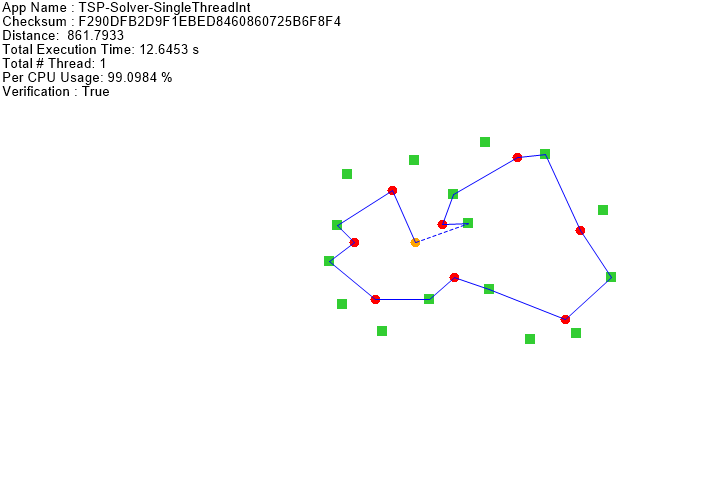 App Name : TSP-Solver-SingleThreadInt
Checksum : F290DFB2D9F1EBED8460860725B6F8F4
Distance:  861.7933
Total Execution Time: 12.6453 s
Total # Thread: 1
Per CPU Usage: 99.0984 %
Verification : True